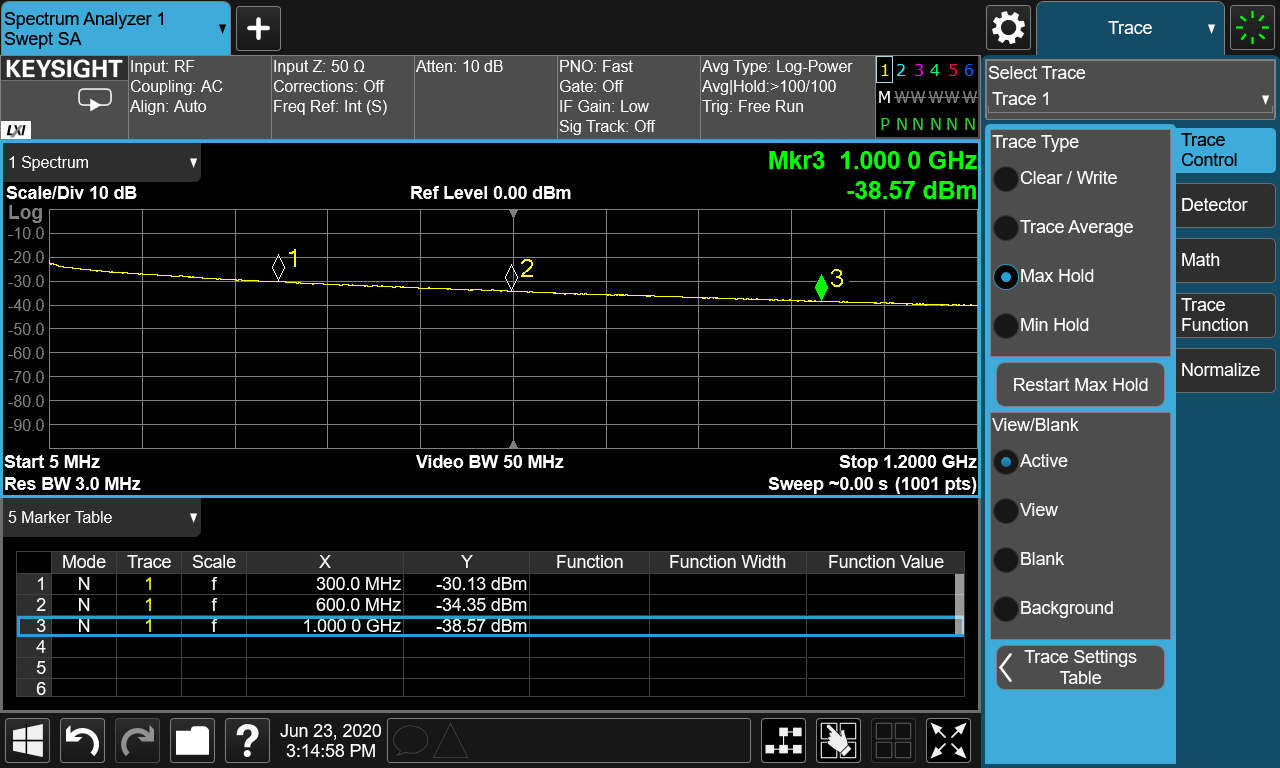 Spectrum Analyzer 1
Swept SA
Trace
KEYSIGHT
LXI
Input: RF
Coupling: AC
Align: Auto
Input Z: 50 Ω
Corrections: Off
Freq Ref: Int (S)
Atten: 10 dB
PNO: Fast
Gate: Off
IF Gain: Low
Sig Track: Off
Avg Type: Log-Power
Avg|Hold:>100/100
Trig: Free Run
1 2 3 4 5 6
M W W W W W
P N N N N N
Select Trace
Trace 1
1 Spectrum
Mkr3 1.000 0 GHz
-38.57 dBm
Scale/Div 10 dB
Ref Level 0.00 dBm
Log
-10.0
-20.0
-30.0
-40.0
-50.0
-60.0
-70.0
-80.0
-90.0
1
2
3
Start 5 MHz
Video BW 50 MHz
Stop 1.2000 GHz
Res BW 3.0 MHz
Sweep ~0.00 s (1001 pts)
5 Marker Table
Mode Trace Scale X Y Function Function Width Function Value
1 N 1 f 300.0 MHz -30.13 dBm
2 N 1 f 600.0 MHz -34.35 dBm
3 N 1 f 1.000 0 GHz -38.57 dBm
4
5
6
Trace Type
Clear / Write
Trace Average
Max Hold
Min Hold
Restart Max Hold
View/Blank
Active
View
Blank
Background
Trace Settings
Table
Trace
Control
Detector
Math
Trace
Function
Normalize
?
Jun 23, 2020
3:14:58 PM